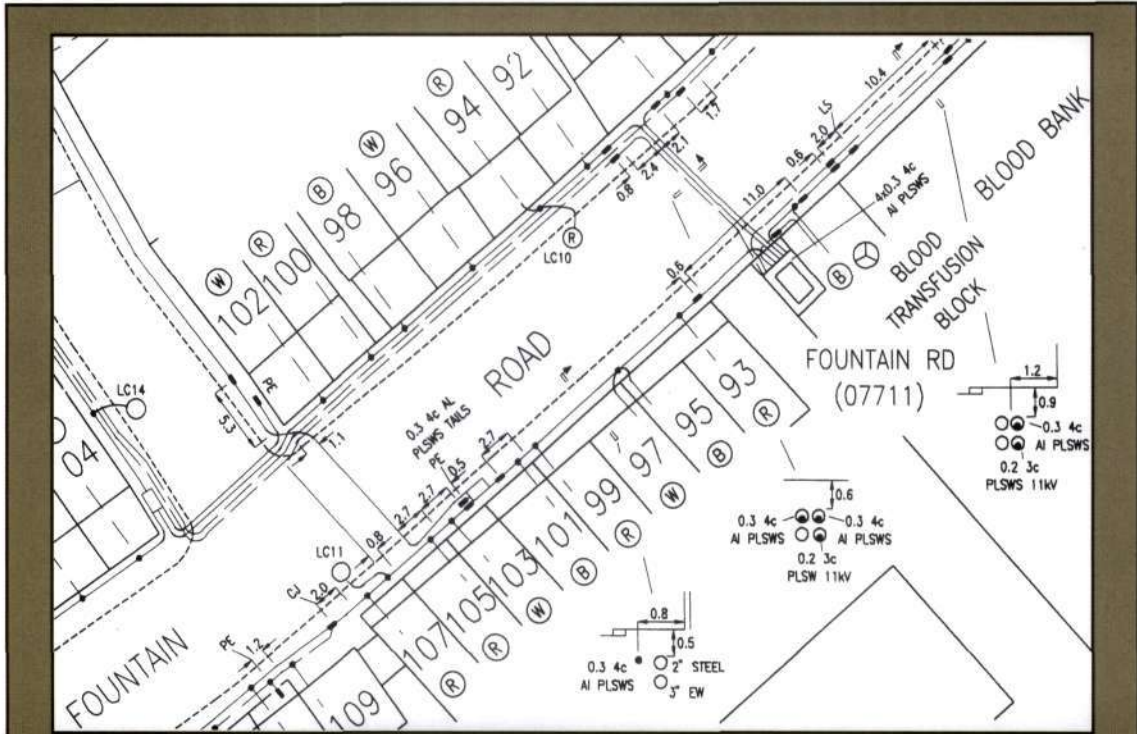 92
R
94
W
96
B
98
R
100
W
102
R
LC10
0.8
2.4
2.1
1.7
10.4
LS
2.0
0.6
11.0
0.6
4x0.3 4c
Al PLSWS
BLOOD BANK
BLOOD
TRANSFUSION
BLOCK
B
FOUNTAIN RD
(07711)
ROAD
LC14
04
5.3
PE
1.1
0.3 4c AL
PLSWS TAILS
PE
0.5
2.7
2.7
2.7
0.8
LC11
CJ
2.0
PE
1.2
FOUNTAIN
93
R
95
B
97
W
99
R
101
B
103
W
105
R
107
R
109
1.2
0.9
0.3 4c
Al PLSWS
0.2 3c
PLSWS 11kV
0.6
0.3 4c
Al PLSWS
0.3 4c
Al PLSWS
0.2 3c
PLSW 11kV
0.8
0.5
0.3 4c
Al PLSWS
2" STEEL
3" EW